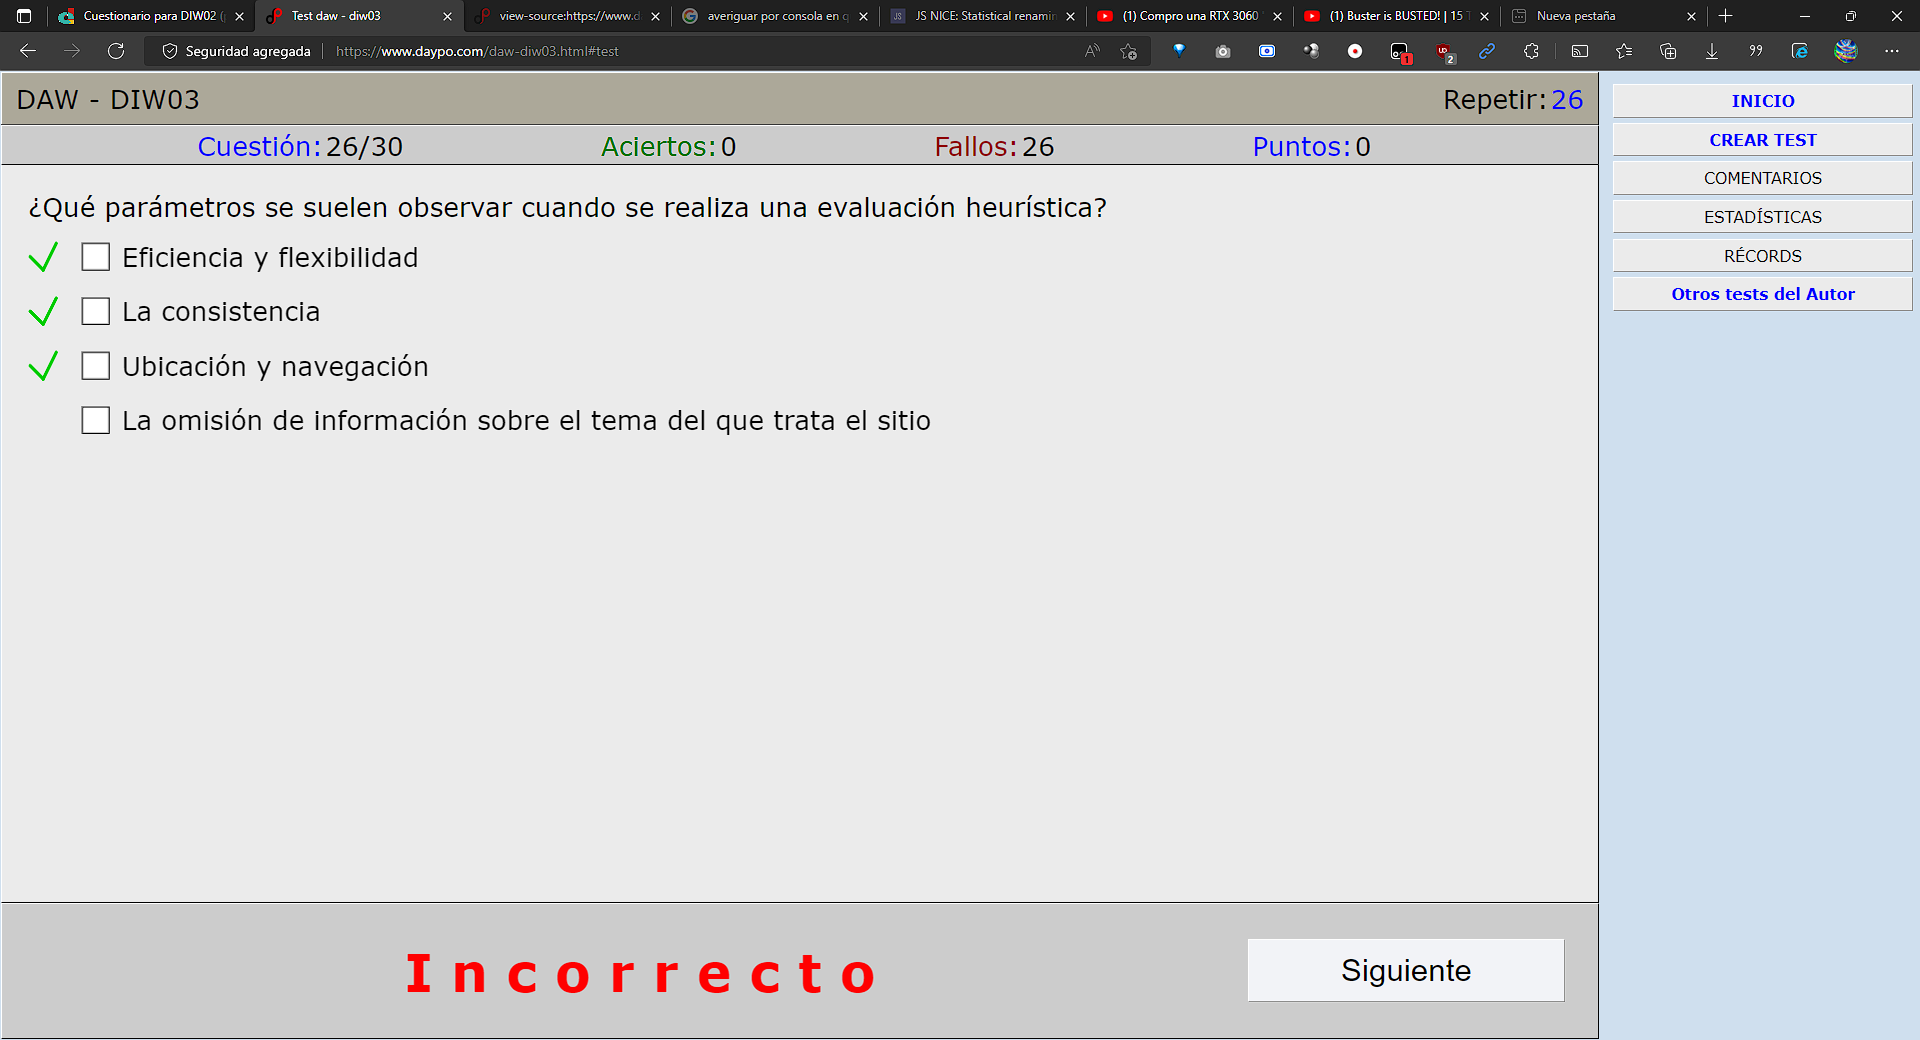 Cuestionario para DIW02 (
Test daw - diw03
view-source:https://www.d
averiguar por consola en q
JS NICE: Statistical renamin
(1) Compro una RTX 3060
(1) Buster is BUSTED! | 15 T
Nueva pestaña
Seguridad agregada
https://www.daypo.com/daw-diw03.html#test
1
2
DAW - DIW03
Repetir:26
Cuestión:26/30
Aciertos:0
Fallos:26
Puntos:0
¿Qué parámetros se suelen observar cuando se realiza una evaluación heurística?
Eficiencia y flexibilidad
La consistencia
Ubicación y navegación
La omisión de información sobre el tema del que trata el sitio
Incorrecto
Siguiente
INICIO
CREAR TEST
COMENTARIOS
ESTADÍSTICAS
RÉCORDS
Otros tests del Autor